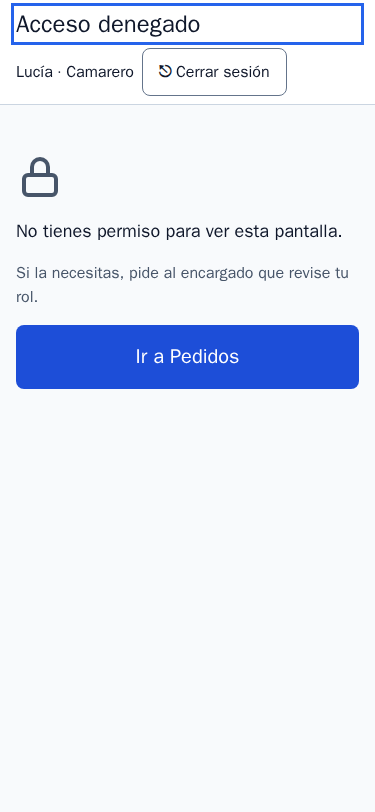 Acceso denegado
Lucía · Camarero
Cerrar sesión
No tienes permiso para ver esta pantalla.
Si la necesitas, pide al encargado que revise tu
rol.
Ir a Pedidos